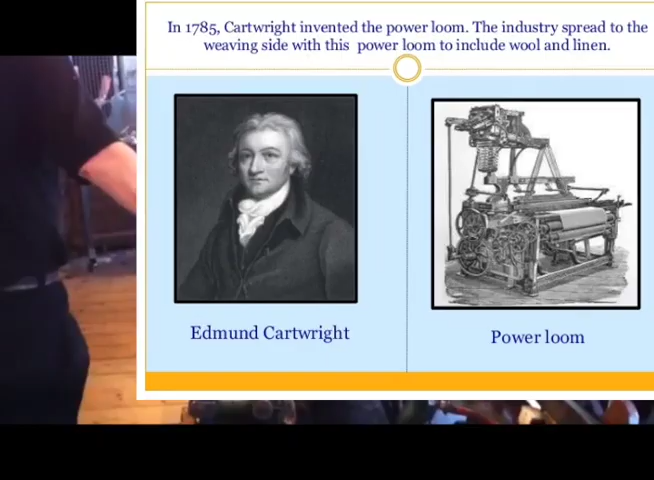 In 1785, Cartwright invented the power loom. The industry spread to the
weaving side with this power loom to include wool and linen.
Edmund Cartwright
Power loom